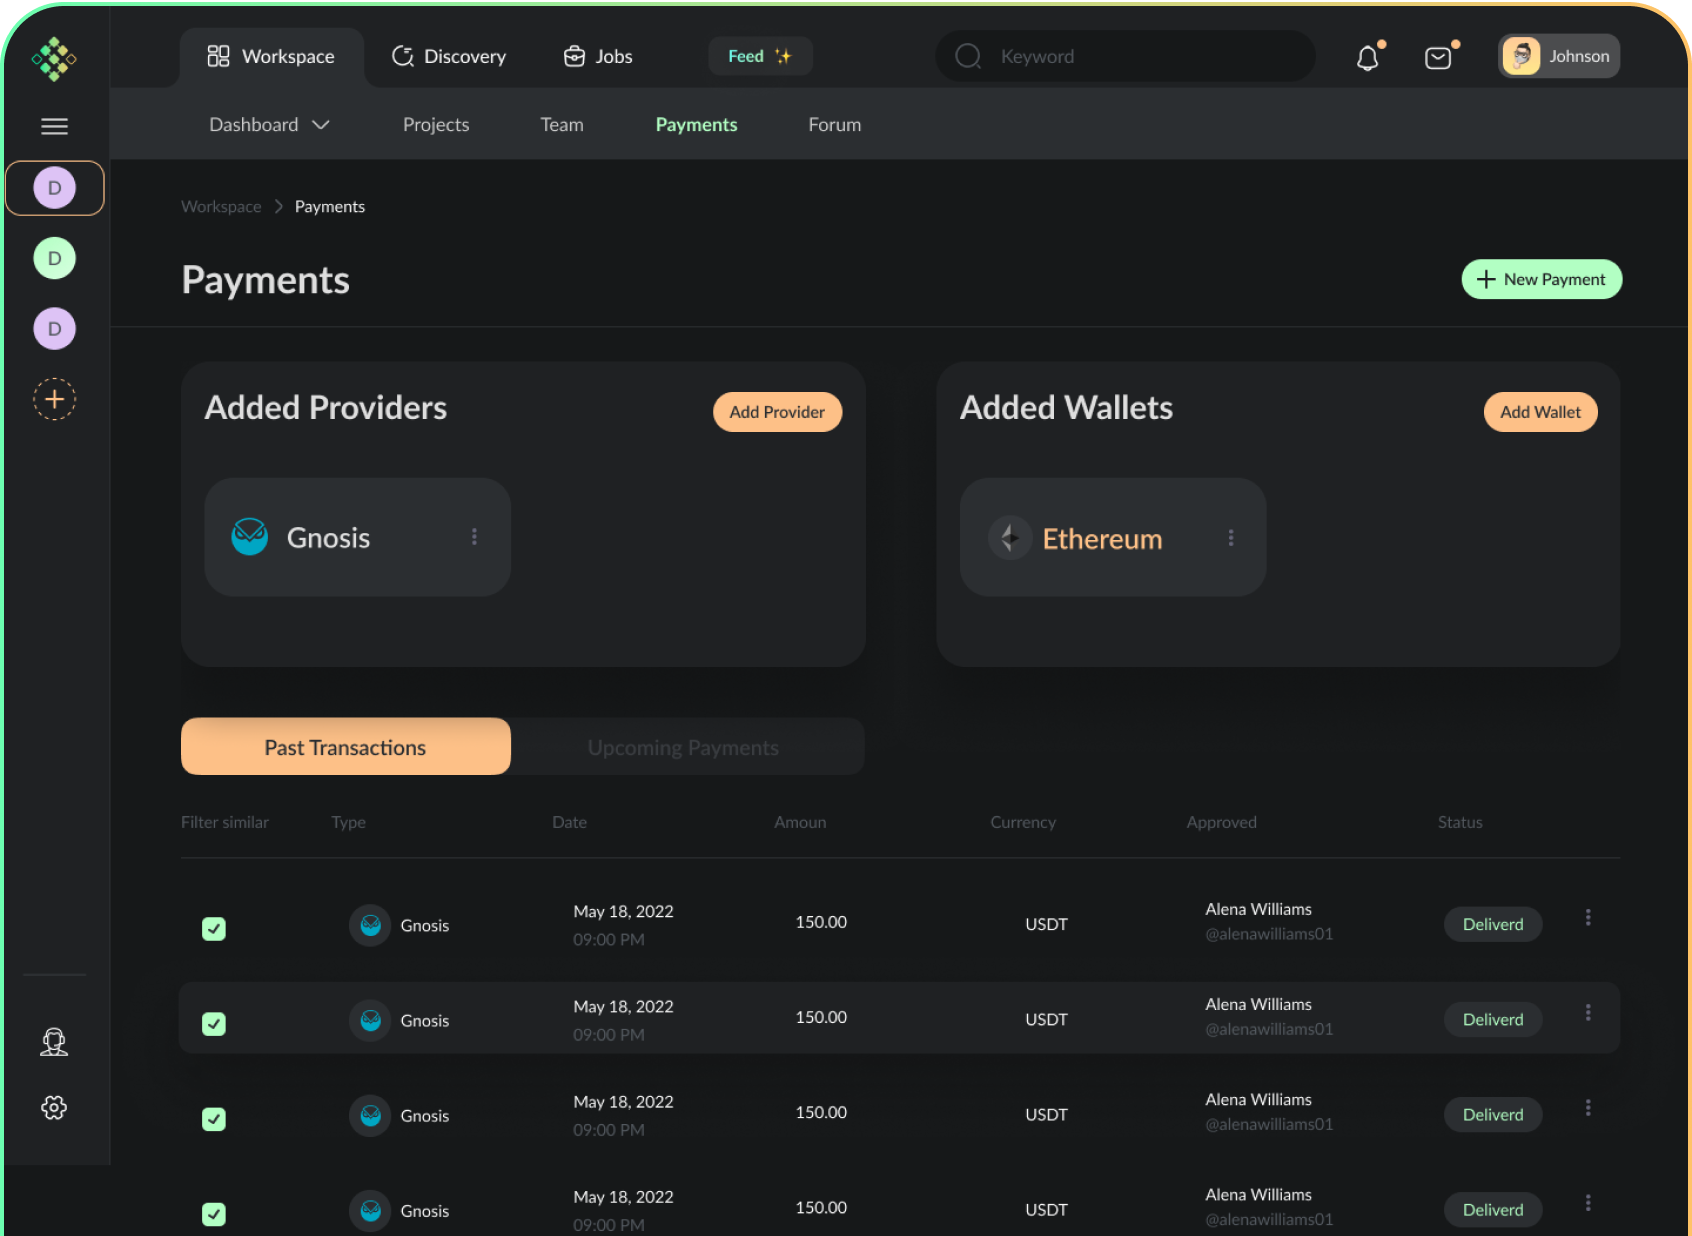 Workspace
Discovery
Jobs
Feed
Keyword
Johnson
Dashboard
Projects
Team
Payments
Forum
D
D
D
Workspace > Payments
Payments
New Payment
Added Providers
Add Provider
Gnosis
Added Wallets
Add Wallet
Ethereum
Past Transactions
Upcoming Payments
Filter similar Type Date Amoun Currency Approved Status
Gnosis
May 18, 2022
09:00 PM
150.00
USDT
Alena Williams
@alenawilliams01
Deliverd
Gnosis
May 18, 2022
09:00 PM
150.00
USDT
Alena Williams
@alenawilliams01
Deliverd
Gnosis
May 18, 2022
09:00 PM
150.00
USDT
Alena Williams
@alenawilliams01
Deliverd
Gnosis
May 18, 2022
09:00 PM
150.00
USDT
Alena Williams
@alenawilliams01
Deliverd